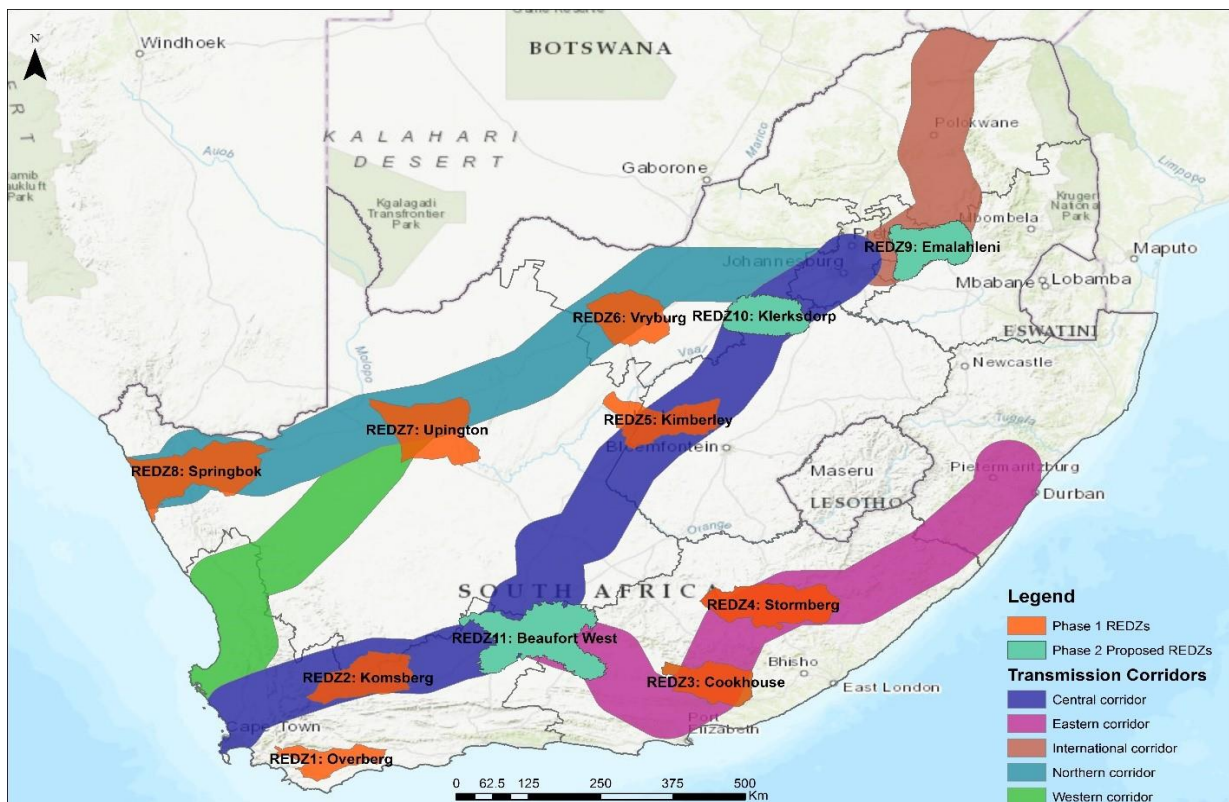 N
Windhoek
BOTSWANA
KALAHARI
DESERT
Auob
Gaborone
Marico
Polokwane
Limpopo
Kgalagadi
Transfrontier
Park
Kruger
National
Park
Mbombela
Maputo
REDZ9: Emalahleni
Johannesburg
Mbabane
Lobamba
ESWATINI
REDZ6: Vryburg
REDZ10: Klerksdorp
Vaal
Molopo
Newcastle
REDZ7: Upington
REDZ5: Kimberley
Bloemfontein
Tugela
REDZ8: Springbok
Maseru
LESOTHO
Pietermaritzburg
Durban
Orange
SOUTH AFRICA
REDZ4: Stormberg
REDZ11: Beaufort West
REDZ2: Komsberg
REDZ3: Cookhouse
Bhisho
East London
Cape Town
Port
Elizabeth
REDZ1: Overberg
Legend
Phase 1 REDZs
Phase 2 Proposed REDZs
Transmission Corridors
Central corridor
Eastern corridor
International corridor
Northern corridor
Western corridor
0 62.5 125 250 375 500
Km